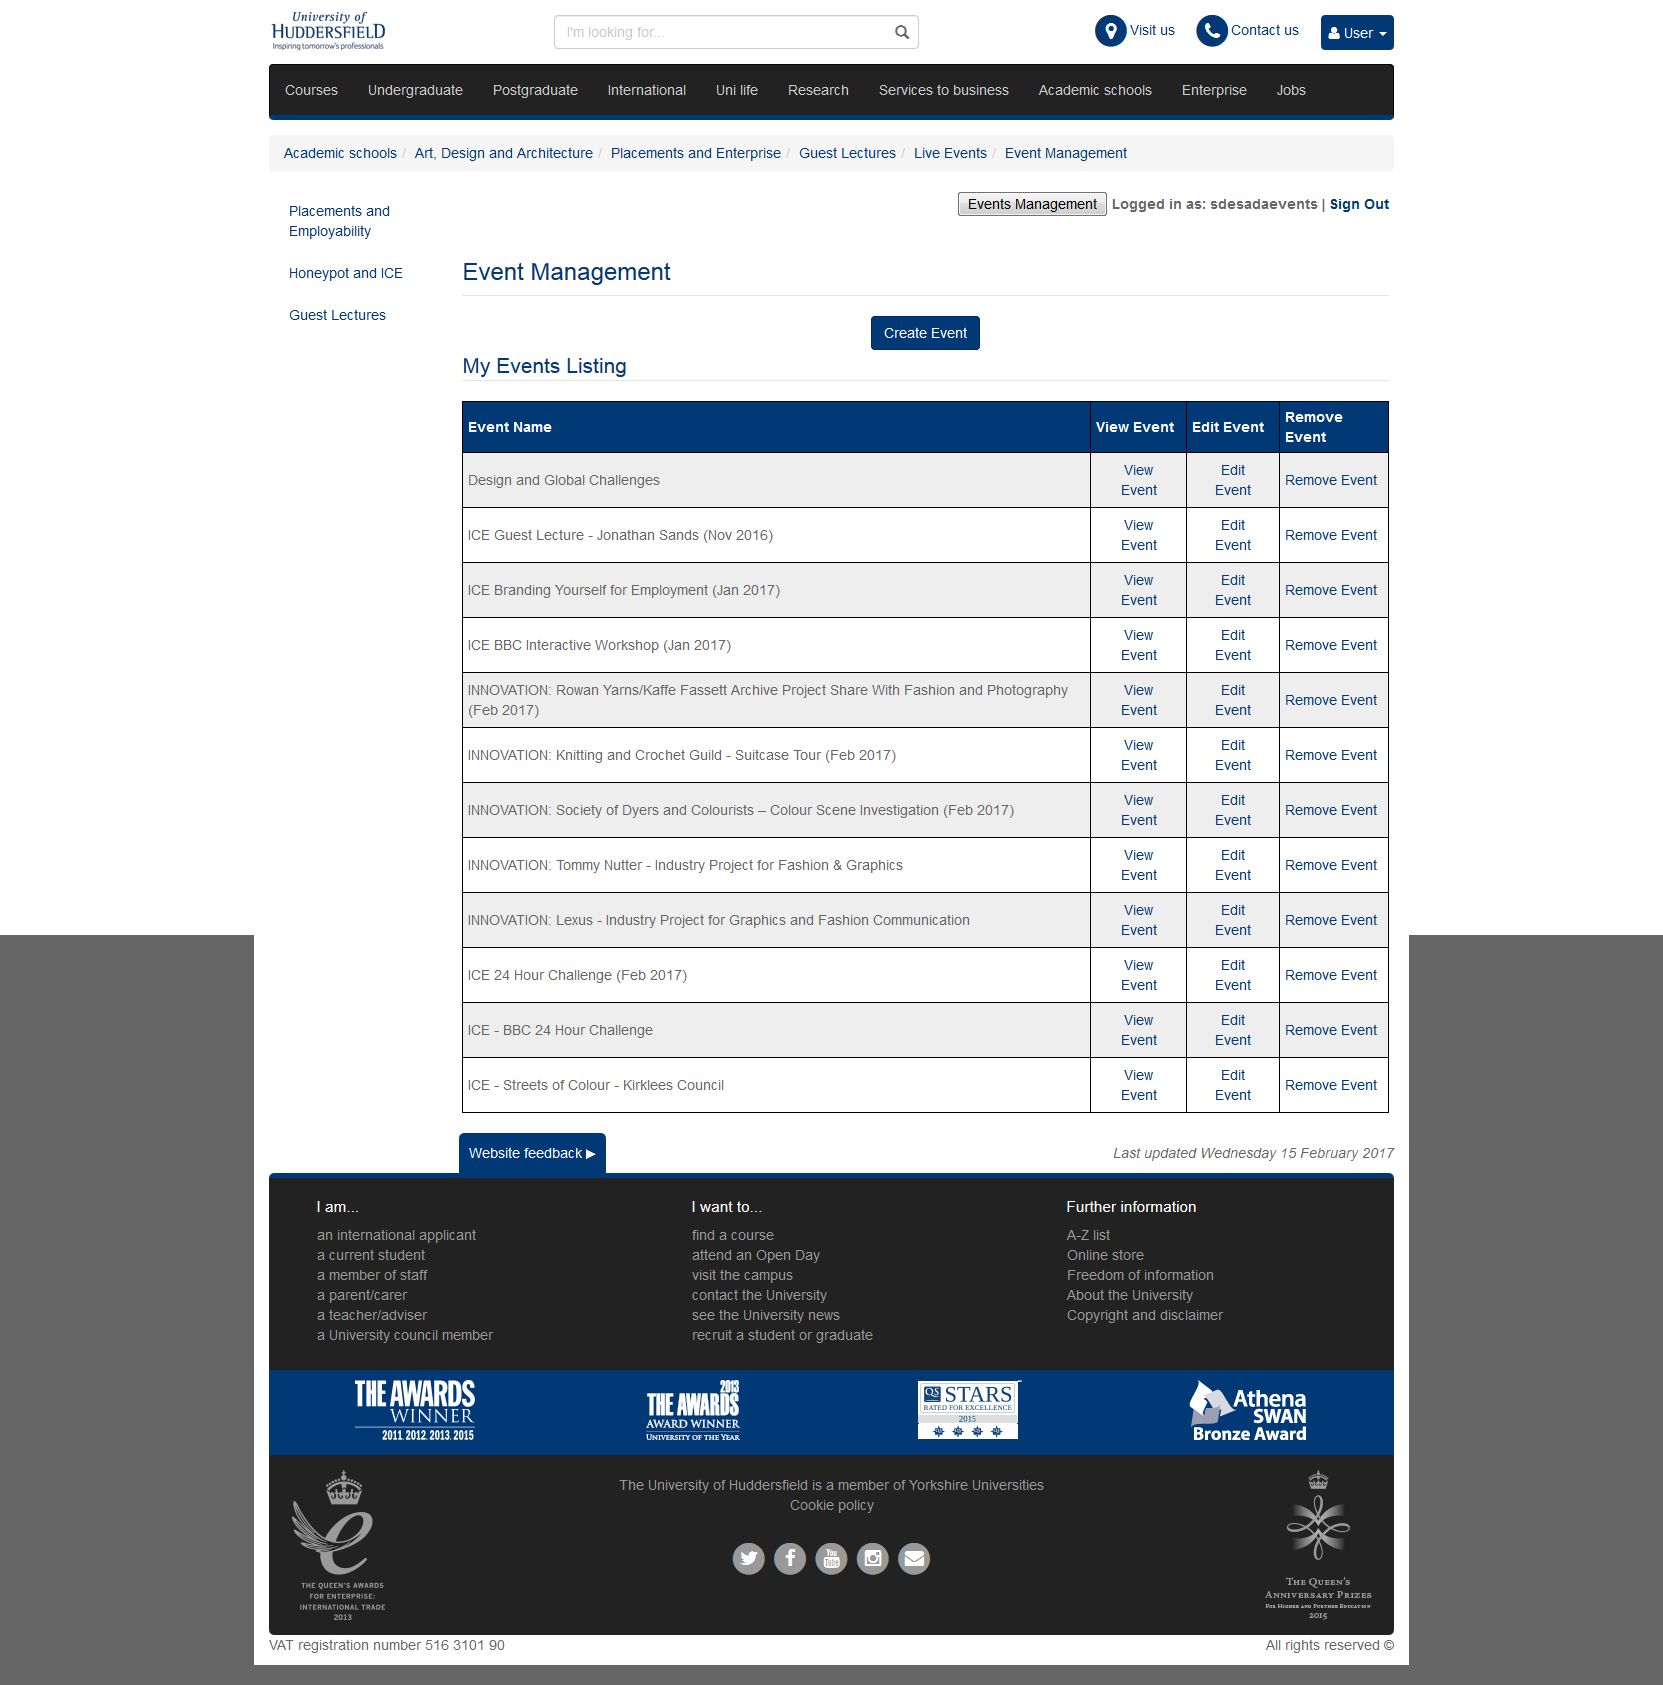 University of
HUDDERSFIELD
Inspiring tomorrow's professionals
I'm looking for...
Visit us
Contact us
User
Courses Undergraduate Postgraduate International Uni life Research Services to business Academic schools Enterprise Jobs
Academic schools / Art, Design and Architecture / Placements and Enterprise / Guest Lectures / Live Events / Event Management
Placements and
Employability
Honeypot and ICE
Guest Lectures
Events Management Logged in as: sdesadaevents | Sign Out
Event Management
Create Event
My Events Listing
Event Name View Event Edit Event Remove
Event
Design and Global Challenges View Edit Remove Event
Event Event
ICE Guest Lecture - Jonathan Sands (Nov 2016) View Edit Remove Event
Event Event
ICE Branding Yourself for Employment (Jan 2017) View Edit Remove Event
Event Event
ICE BBC Interactive Workshop (Jan 2017) View Edit Remove Event
Event Event
INNOVATION: Rowan Yarns/Kaffe Fassett Archive Project Share With Fashion and Photography View Edit Remove Event
(Feb 2017) Event Event
INNOVATION: Knitting and Crochet Guild - Suitcase Tour (Feb 2017) View Edit Remove Event
Event Event
INNOVATION: Society of Dyers and Colourists – Colour Scene Investigation (Feb 2017) View Edit Remove Event
Event Event
INNOVATION: Tommy Nutter - Industry Project for Fashion & Graphics View Edit Remove Event
Event Event
INNOVATION: Lexus - Industry Project for Graphics and Fashion Communication View Edit Remove Event
Event Event
ICE 24 Hour Challenge (Feb 2017) View Edit Remove Event
Event Event
ICE - BBC 24 Hour Challenge View Edit Remove Event
Event Event
ICE - Streets of Colour - Kirklees Council View Edit Remove Event
Event Event
Website feedback ▶
Last updated Wednesday 15 February 2017
I am...
an international applicant
a current student
a member of staff
a parent/carer
a teacher/adviser
a University council member
I want to...
find a course
attend an Open Day
visit the campus
contact the University
see the University news
recruit a student or graduate
Further information
A-Z list
Online store
Freedom of information
About the University
Copyright and disclaimer
THE AWARDS
WINNER
2011. 2012. 2013. 2015
2013
THE AWARDS
AWARD WINNER
UNIVERSITY OF THE YEAR
QS STARS
RATED FOR EXCELLENCE
2015
Athena
SWAN
Bronze Award
THE QUEEN'S AWARDS
FOR ENTERPRISE:
INTERNATIONAL TRADE
2013
The University of Huddersfield is a member of Yorkshire Universities
Cookie policy
You
Tube
THE QUEEN'S
ANNIVERSARY PRIZES
FOR HIGHER AND FURTHER EDUCATION
2015
VAT registration number 516 3101 90
All rights reserved ©